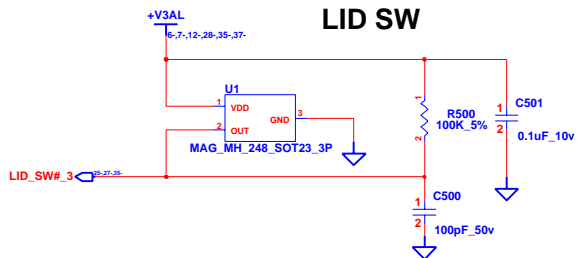 LID SW
+V3AL
6-,7-,12-,28-,35-,37-
U1
1
VDD
GND
3
2
OUT
MAG_MH_248_SOT23_3P
1
R500
100K_5%
2
C501
1
2
0.1uF_10v
LID_SW#_3
25-,27-,35-
C500
1
2
100pF_50v